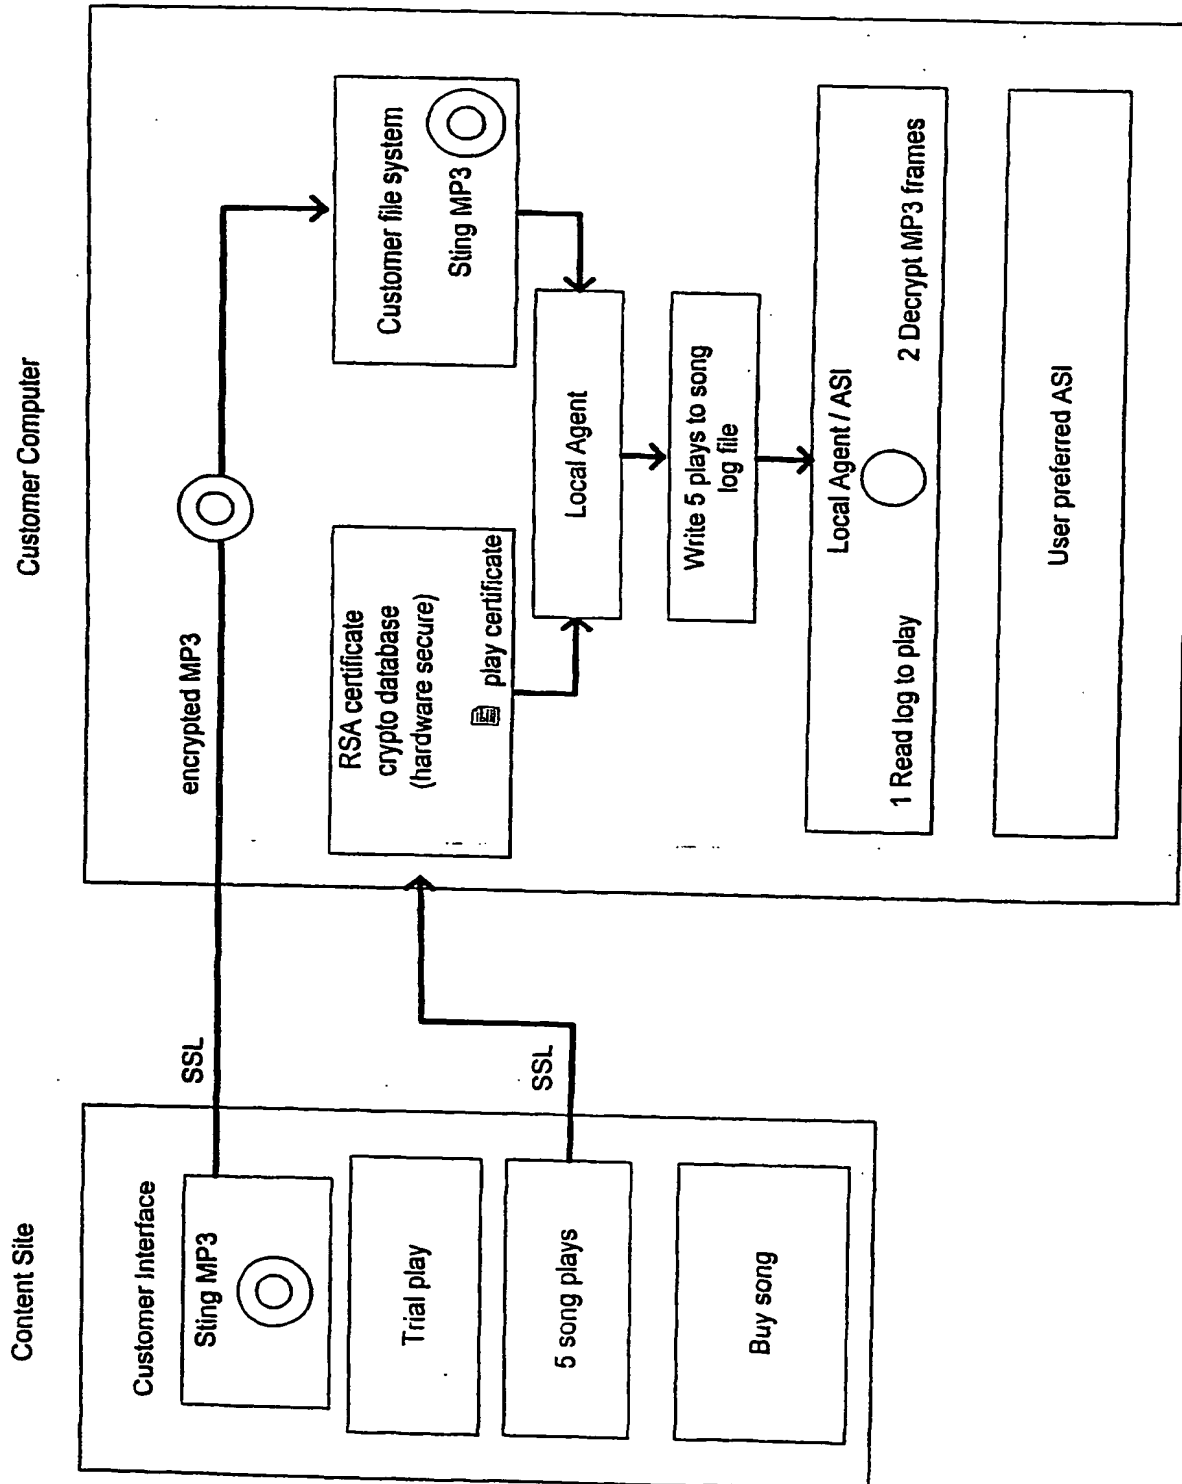 Content Site
Customer Interface
Sting MP3
Trial play
5 song plays
Buy song
SSL
SSL
encrypted MP3
Customer Computer
RSA certificate
crypto database
(hardware secure)
play certificate
Customer file system
Sting MP3
Local Agent
Write 5 plays to song
log file
Local Agent / ASI
1 Read log to play
2 Decrypt MP3 frames
User preferred ASI